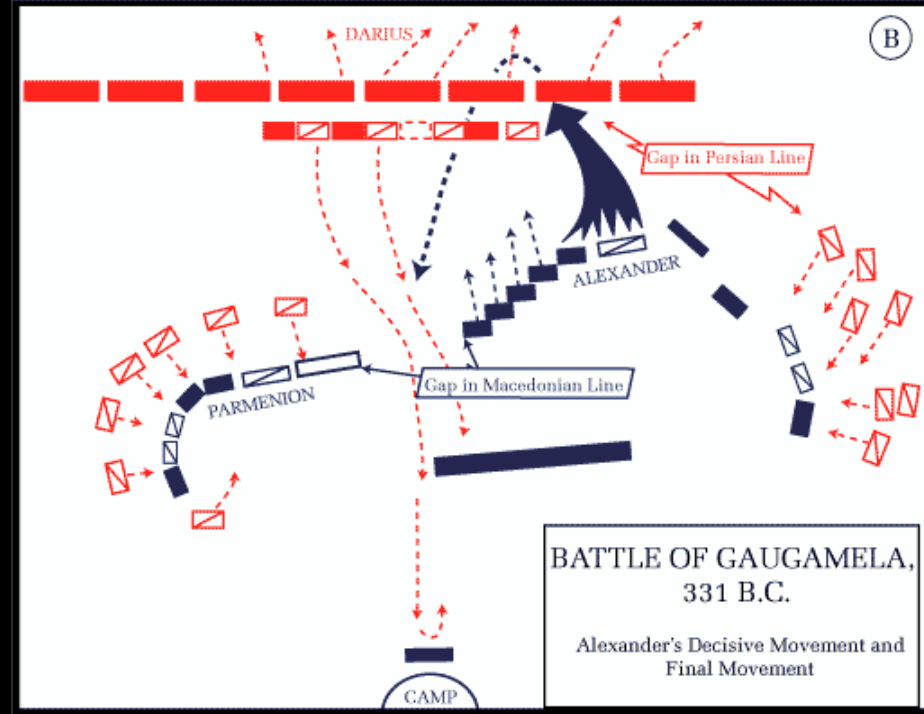 B
DARIUS
Gap in Persian Line
ALEXANDER
Gap in Macedonian Line
PARMENION
BATTLE OF GAUGAMELA,
331 B.C.
Alexander's Decisive Movement and
Final Movement
CAMP